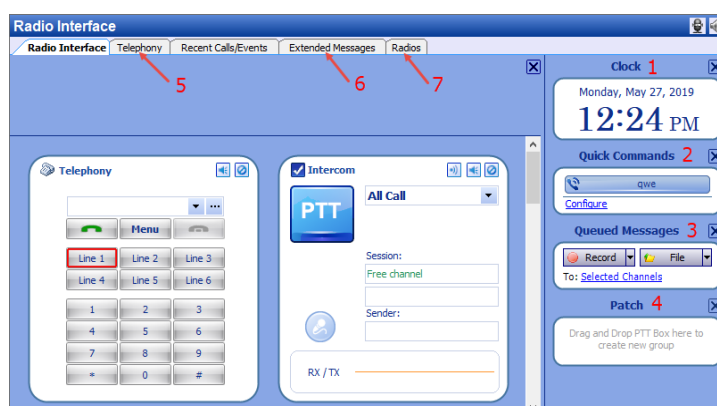 Radio Interface
Radio Interface Telephony Recent Calls/Events Extended Messages Radios
5 6 7
Clock 1
Monday, May 27, 2019
12:24 PM
Quick Commands 2
qwe
Configure
Queued Messages 3
Record File
To: Selected Channels
Patch 4
Drag and Drop PTT Box here to
create new group
Telephony
...
Menu
Line 1 Line 2 Line 3
Line 4 Line 5 Line 6
1 2 3
4 5 6
7 8 9
* 0 #
Intercom
PTT
All Call
Session:
Free channel
Sender:
RX / TX